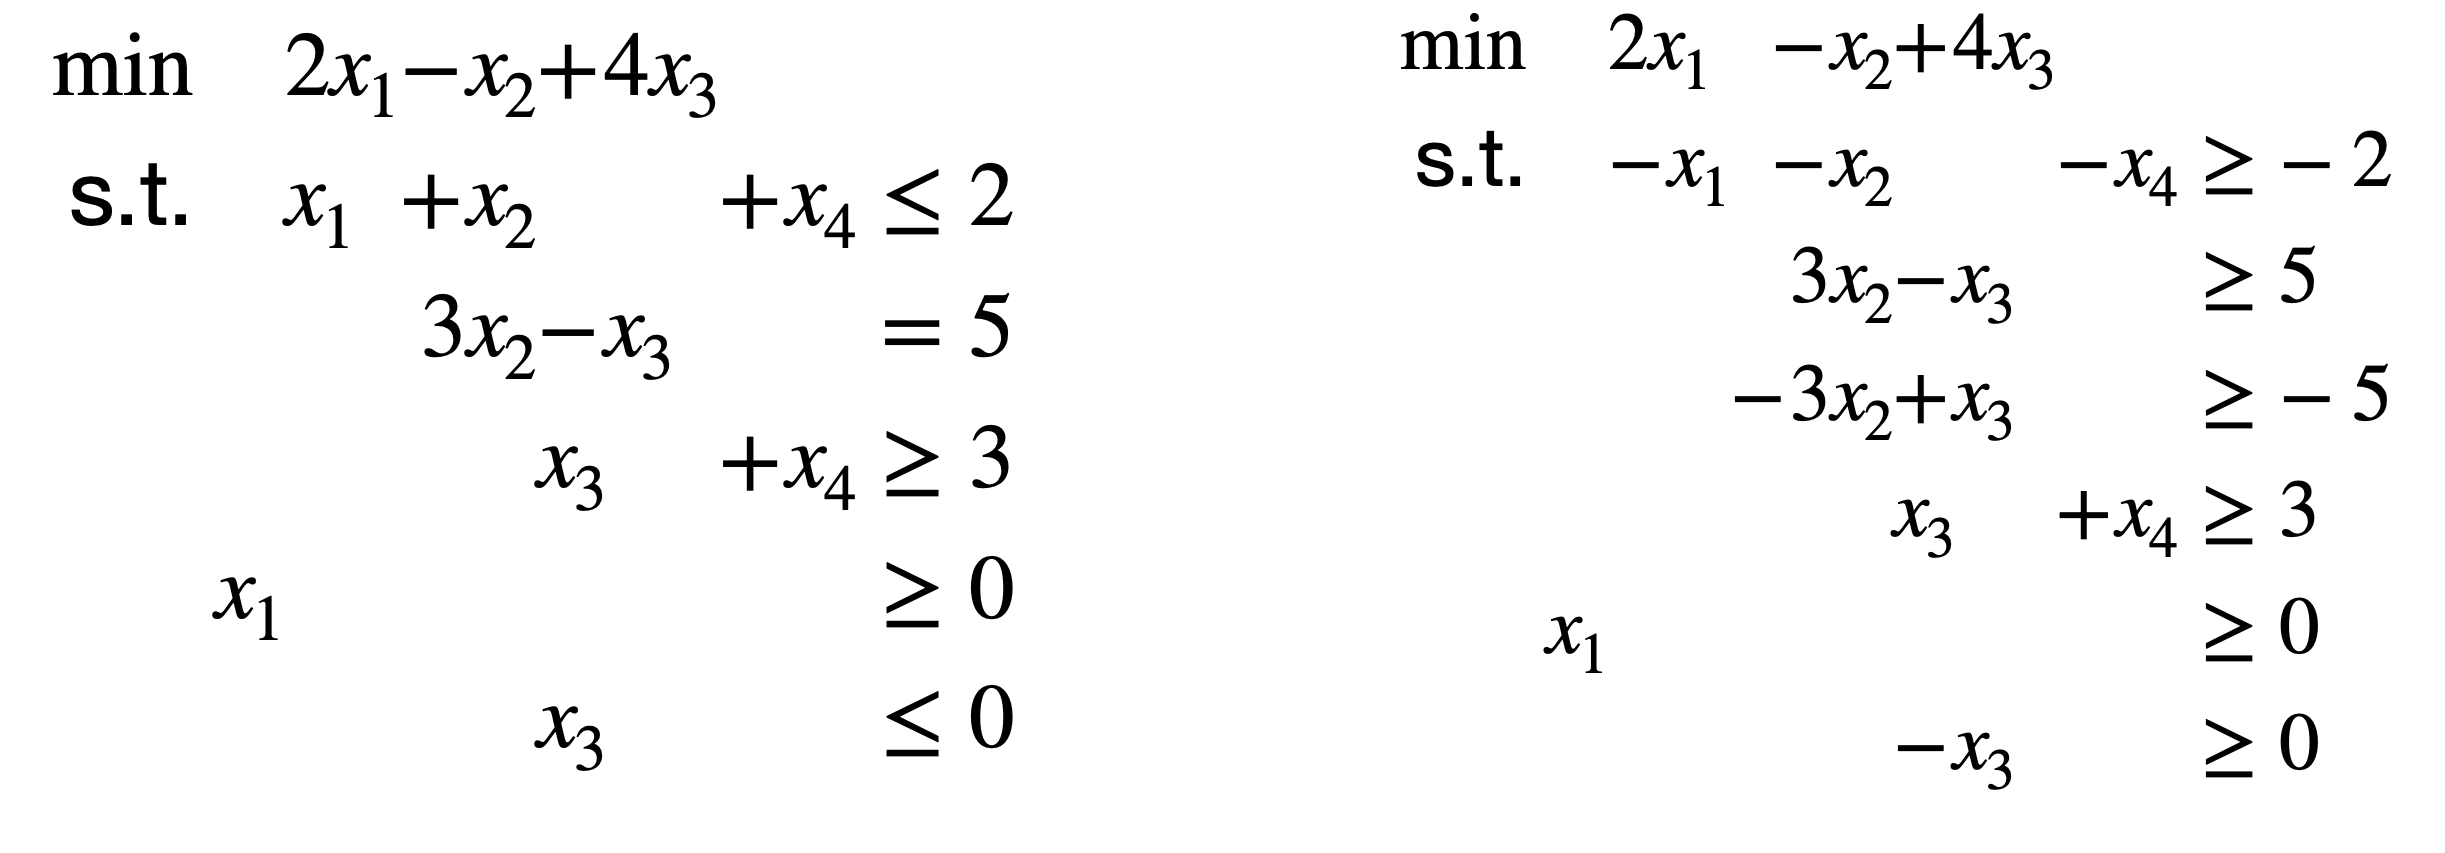 min 2x₁−x₂+4x₃
s.t. x₁ +x₂ +x₄ ≤ 2
3x₂−x₃ = 5
x₃ +x₄ ≥ 3
x₁ ≥ 0
x₃ ≤ 0
min 2x₁ −x₂+4x₃
s.t. −x₁ −x₂ −x₄ ≥ − 2
3x₂−x₃ ≥ 5
−3x₂+x₃ ≥ − 5
x₃ +x₄ ≥ 3
x₁ ≥ 0
−x₃ ≥ 0